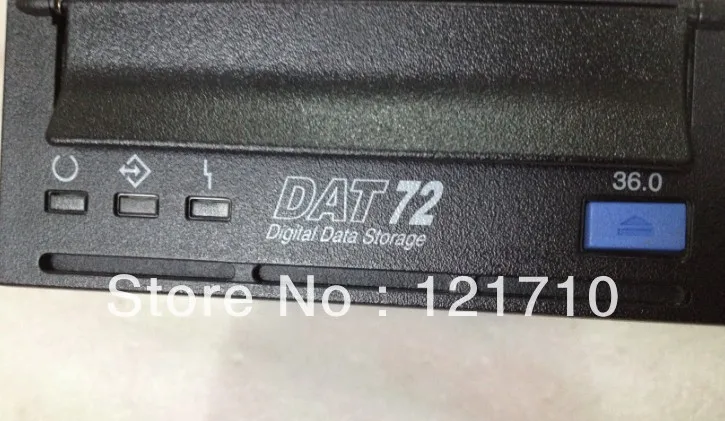 36.0
DAT 72
Digital Data Storage
Store No : 121710